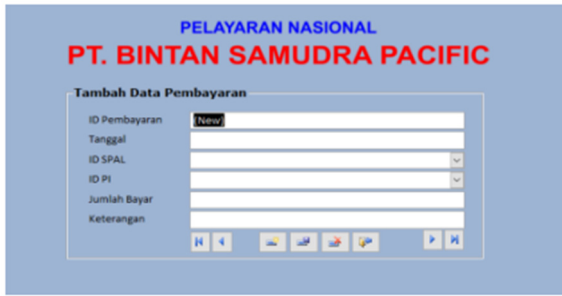 PELAYARAN NASIONAL
PT. BINTAN SAMUDRA PACIFIC
Tambah Data Pembayaran
ID Pembayaran (New)
Tanggal
ID SPAL
ID PI
Jumlah Bayar
Keterangan